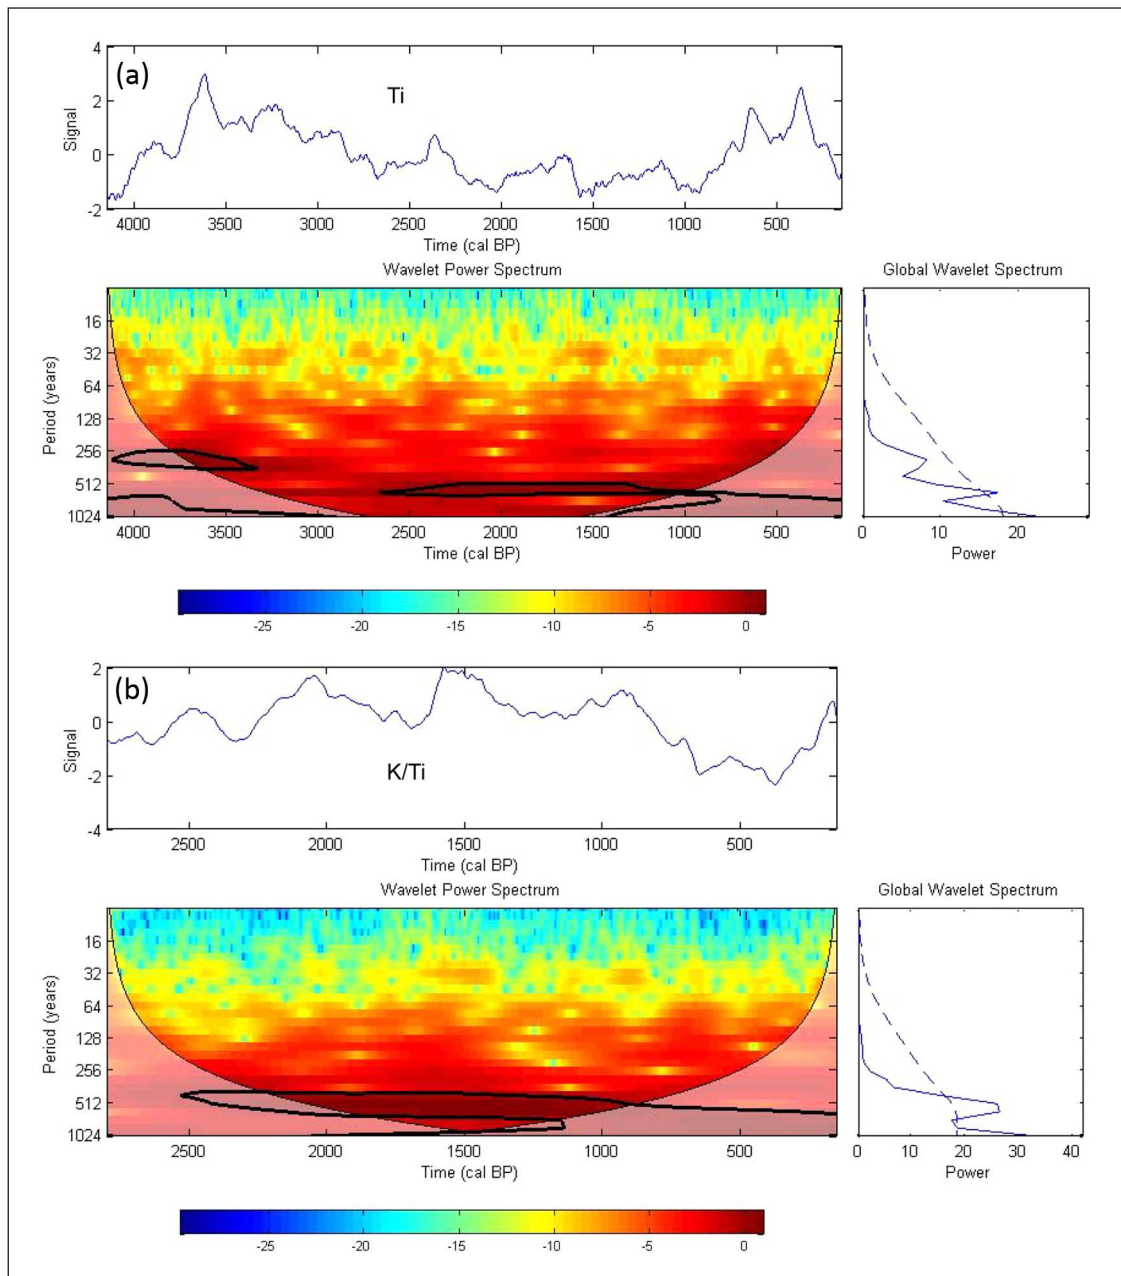 (a)
Ti
Signal
4
2
0
-2
4000 3500 3000 2500 2000 1500 1000 500
Time (cal BP)
Wavelet Power Spectrum
Global Wavelet Spectrum
Period (years)
16
32
64
128
256
512
1024
4000 3500 3000 2500 2000 1500 1000 500
Time (cal BP)
0 10 20
Power
-25 -20 -15 -10 -5 0
(b)
K/Ti
Signal
2
0
-2
-4
2500 2000 1500 1000 500
Time (cal BP)
Wavelet Power Spectrum
Global Wavelet Spectrum
Period (years)
16
32
64
128
256
512
1024
2500 2000 1500 1000 500
Time (cal BP)
0 10 20 30 40
Power
-25 -20 -15 -10 -5 0